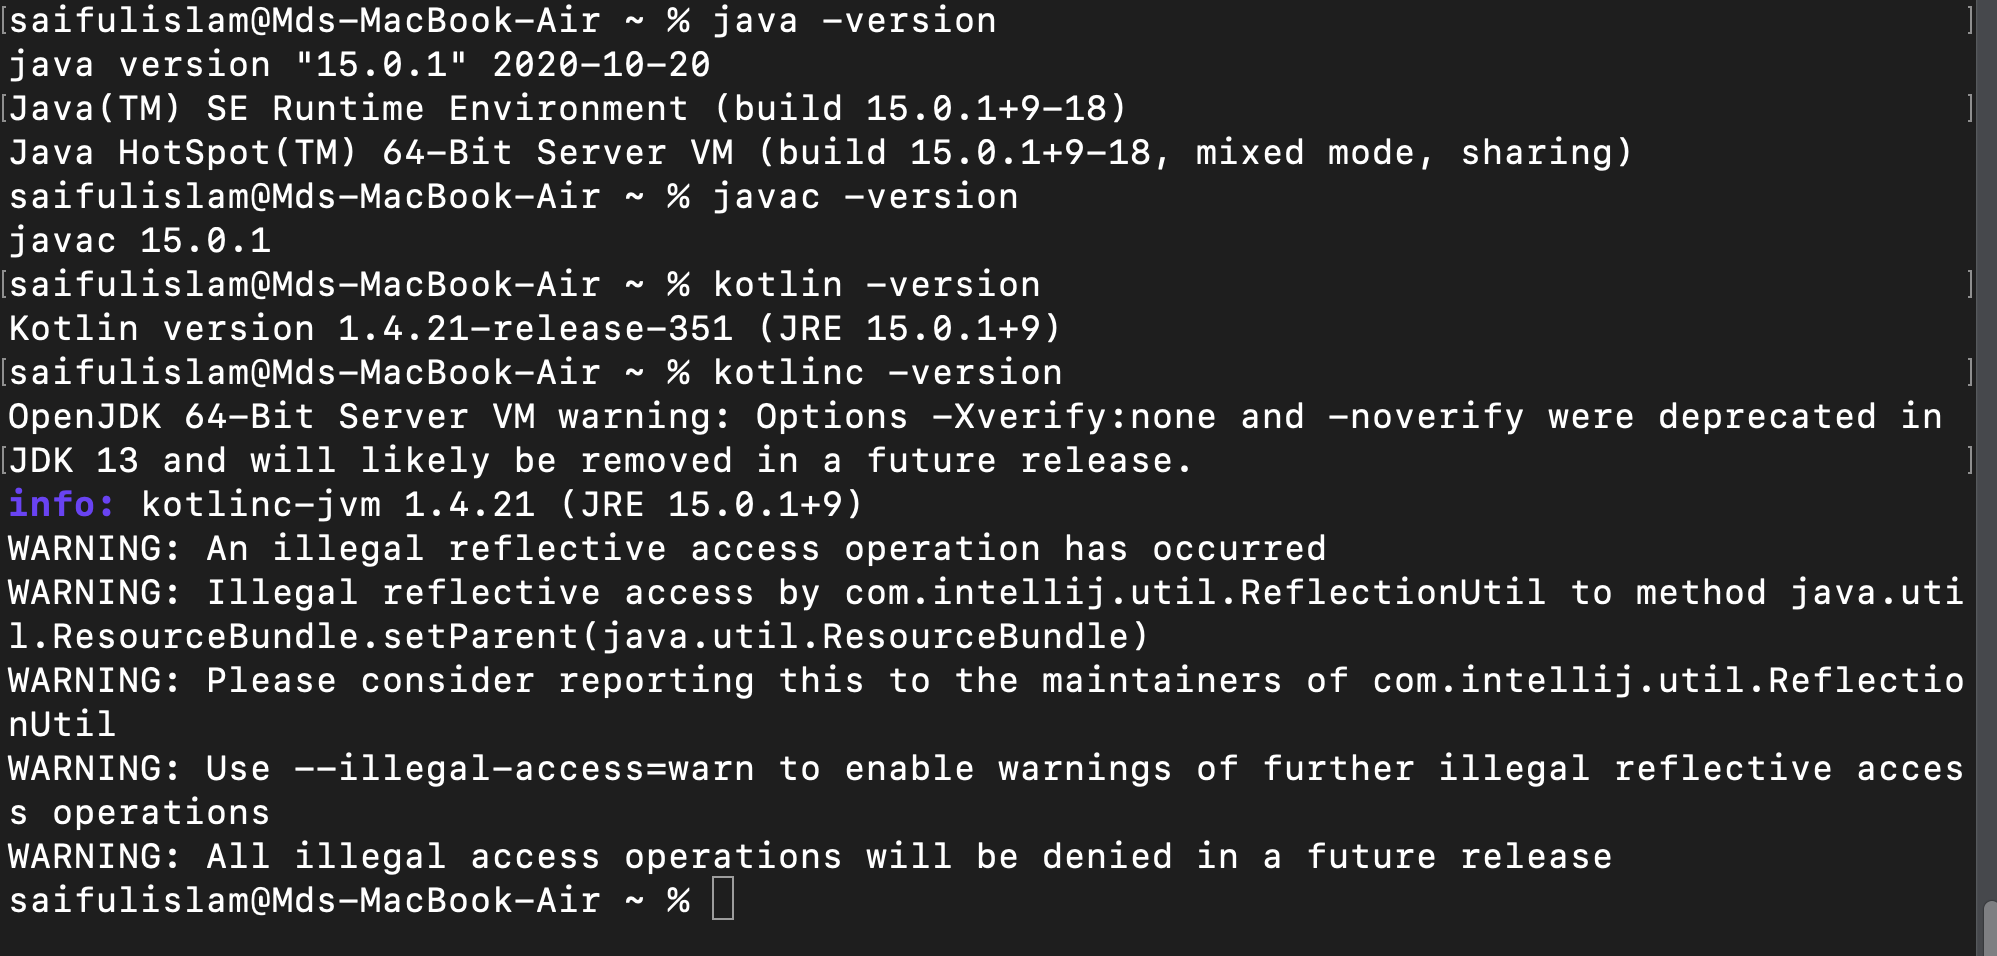 [saifulislam@Mds-MacBook-Air ~ % java -version ]
java version "15.0.1" 2020-10-20
[Java(TM) SE Runtime Environment (build 15.0.1+9-18) ]
Java HotSpot(TM) 64-Bit Server VM (build 15.0.1+9-18, mixed mode, sharing)
saifulislam@Mds-MacBook-Air ~ % javac -version
javac 15.0.1
[saifulislam@Mds-MacBook-Air ~ % kotlin -version ]
Kotlin version 1.4.21-release-351 (JRE 15.0.1+9)
[saifulislam@Mds-MacBook-Air ~ % kotlinc -version ]
OpenJDK 64-Bit Server VM warning: Options -Xverify:none and -noverify were deprecated in
[JDK 13 and will likely be removed in a future release. ]
info: kotlinc-jvm 1.4.21 (JRE 15.0.1+9)
WARNING: An illegal reflective access operation has occurred
WARNING: Illegal reflective access by com.intellij.util.ReflectionUtil to method java.uti
l.ResourceBundle.setParent(java.util.ResourceBundle)
WARNING: Please consider reporting this to the maintainers of com.intellij.util.Reflectio
nUtil
WARNING: Use --illegal-access=warn to enable warnings of further illegal reflective acces
s operations
WARNING: All illegal access operations will be denied in a future release
saifulislam@Mds-MacBook-Air ~ %